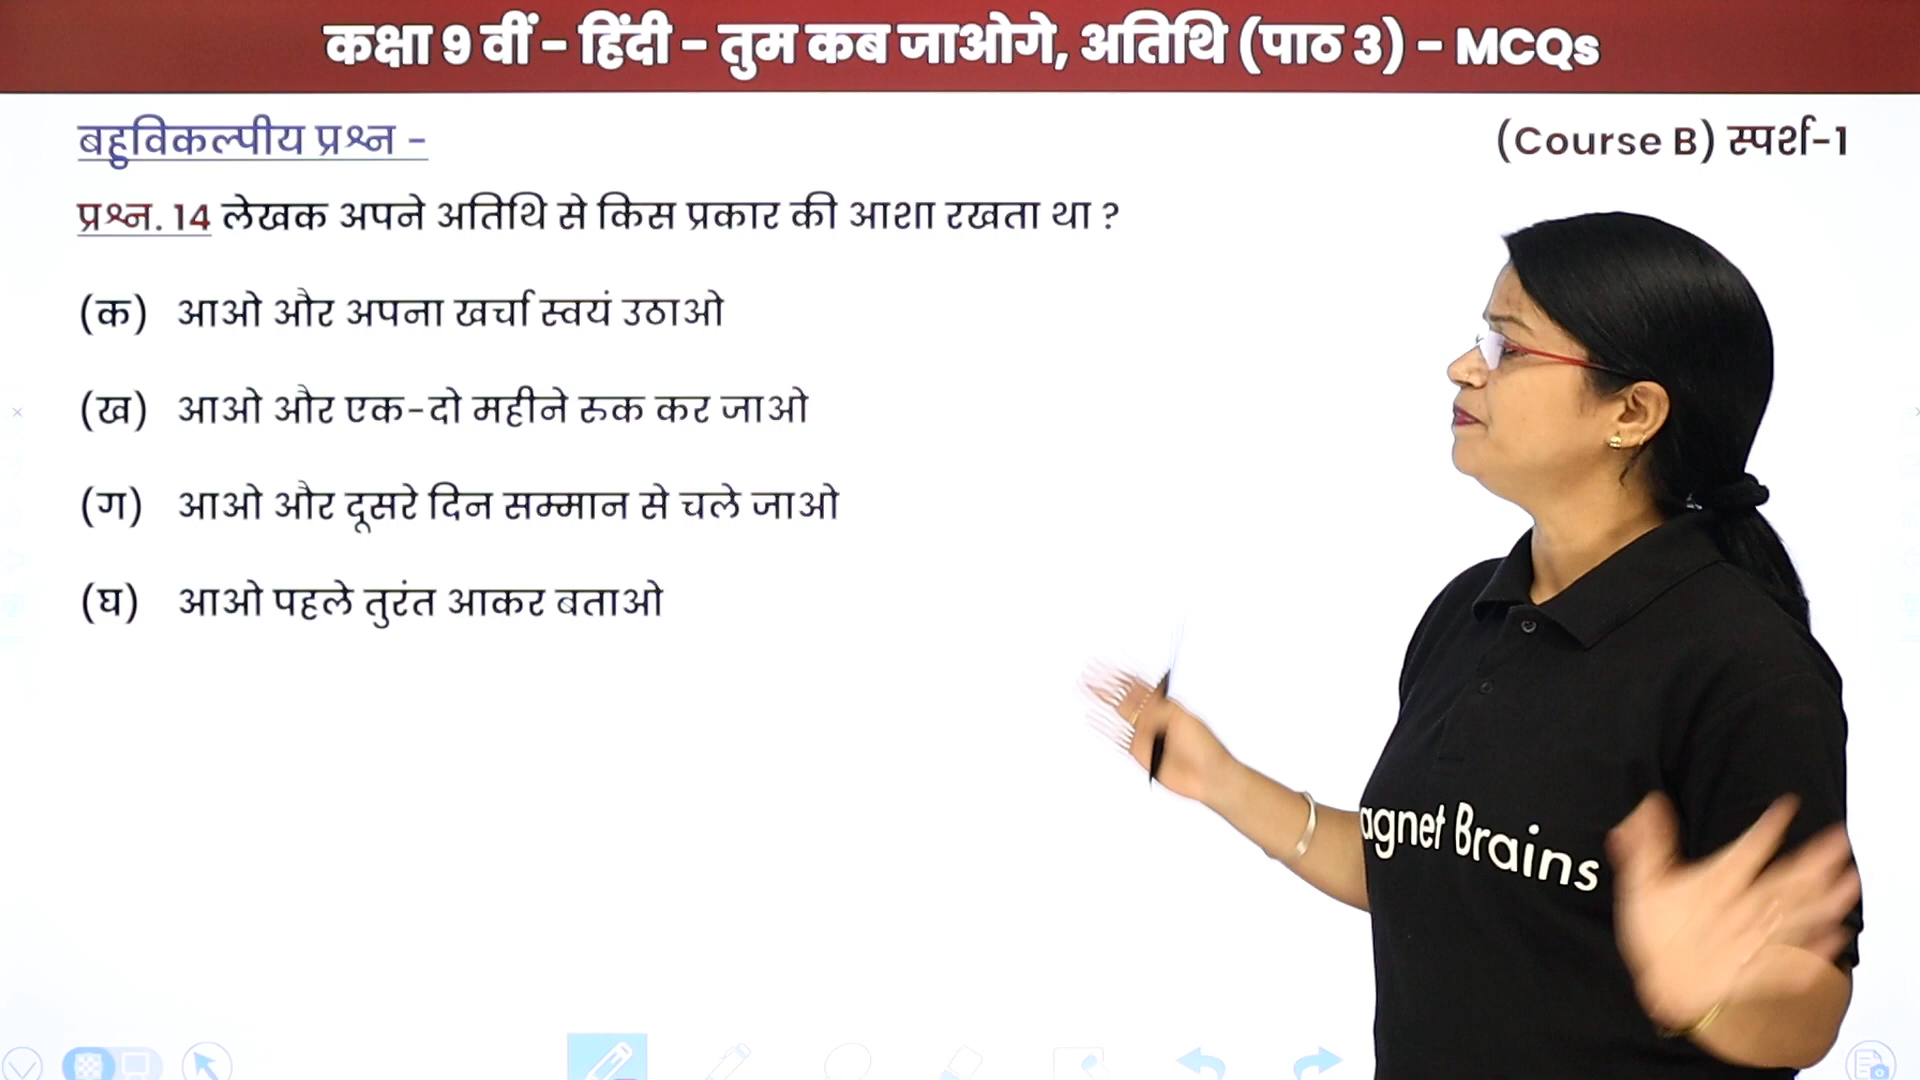 कक्षा 9 वीं - हिंदी - तुम कब जाओगे, अतिथि (पाठ 3) - MCQs
बहुविकल्पीय प्रश्न -
(Course B) स्पर्श-1
प्रश्न. 14 लेखक अपने अतिथि से किस प्रकार की आशा रखता था ?
(क) आओ और अपना खर्चा स्वयं उठाओ
(ख) आओ और एक-दो महीने रुक कर जाओ
(ग) आओ और दूसरे दिन सम्मान से चले जाओ
(घ) आओ पहले तुरंत आकर बताओ
agnet Brains